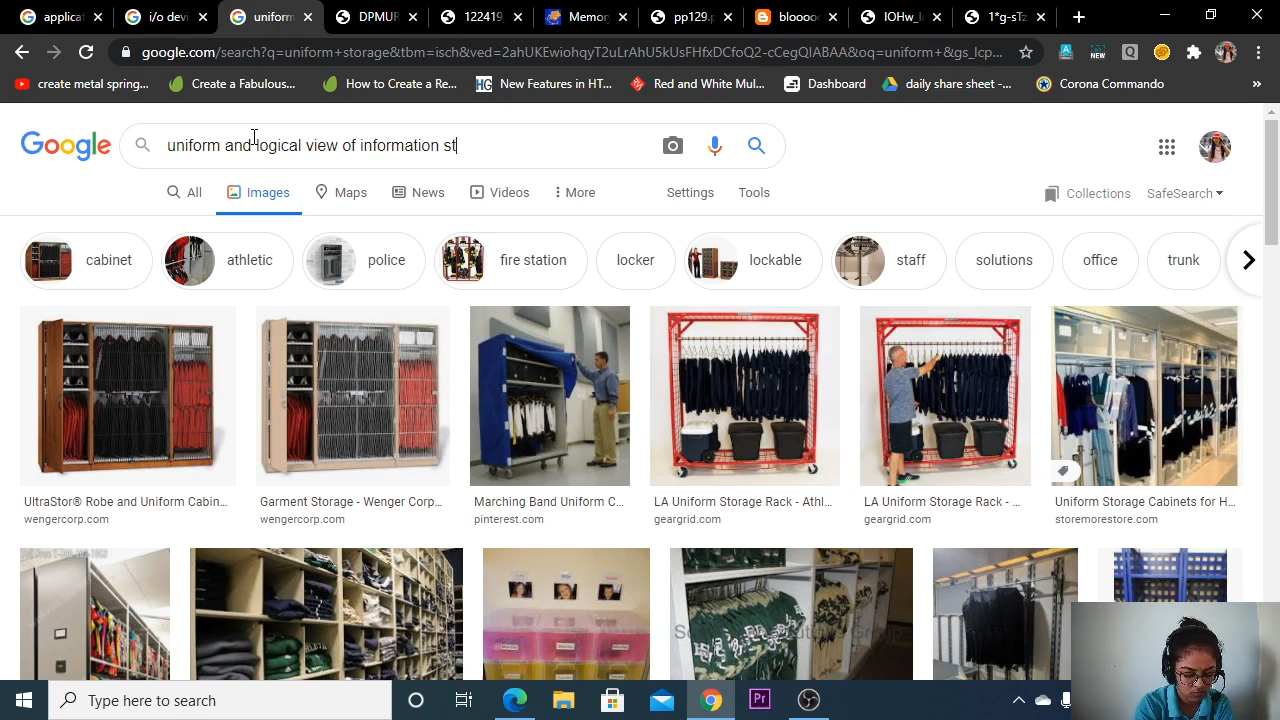 applicat
i/o devi
uniform
DPMUR
122419
Memor
pp129.p
bloooc
IOHw_l
1*g-sTz
google.com/search?q=uniform+storage&tbm=isch&ved=2ahUKEwiohqyT2uLrAhU5kUsFHfxDCfoQ2-cCegQIABAA&oq=uniform+&gs_lcp...
create metal spring...
Create a Fabulous...
How to Create a Re...
HG New Features in HT...
Red and White Mul...
Dashboard
daily share sheet -...
Corona Commando
NEW
Google
uniform and logical view of information st
All
Images
Maps
News
Videos
More
Settings
Tools
Collections
SafeSearch
cabinet
athletic
police
fire station
locker
lockable
staff
solutions
office
trunk
UltraStor® Robe and Uniform Cabin...
wengercorp.com
Garment Storage - Wenger Corp...
wengercorp.com
Marching Band Uniform C...
pinterest.com
LA Uniform Storage Rack - Athl...
geargrid.com
LA Uniform Storage Rack - ...
geargrid.com
Uniform Storage Cabinets for H...
storemorestore.com
Type here to search
Pr